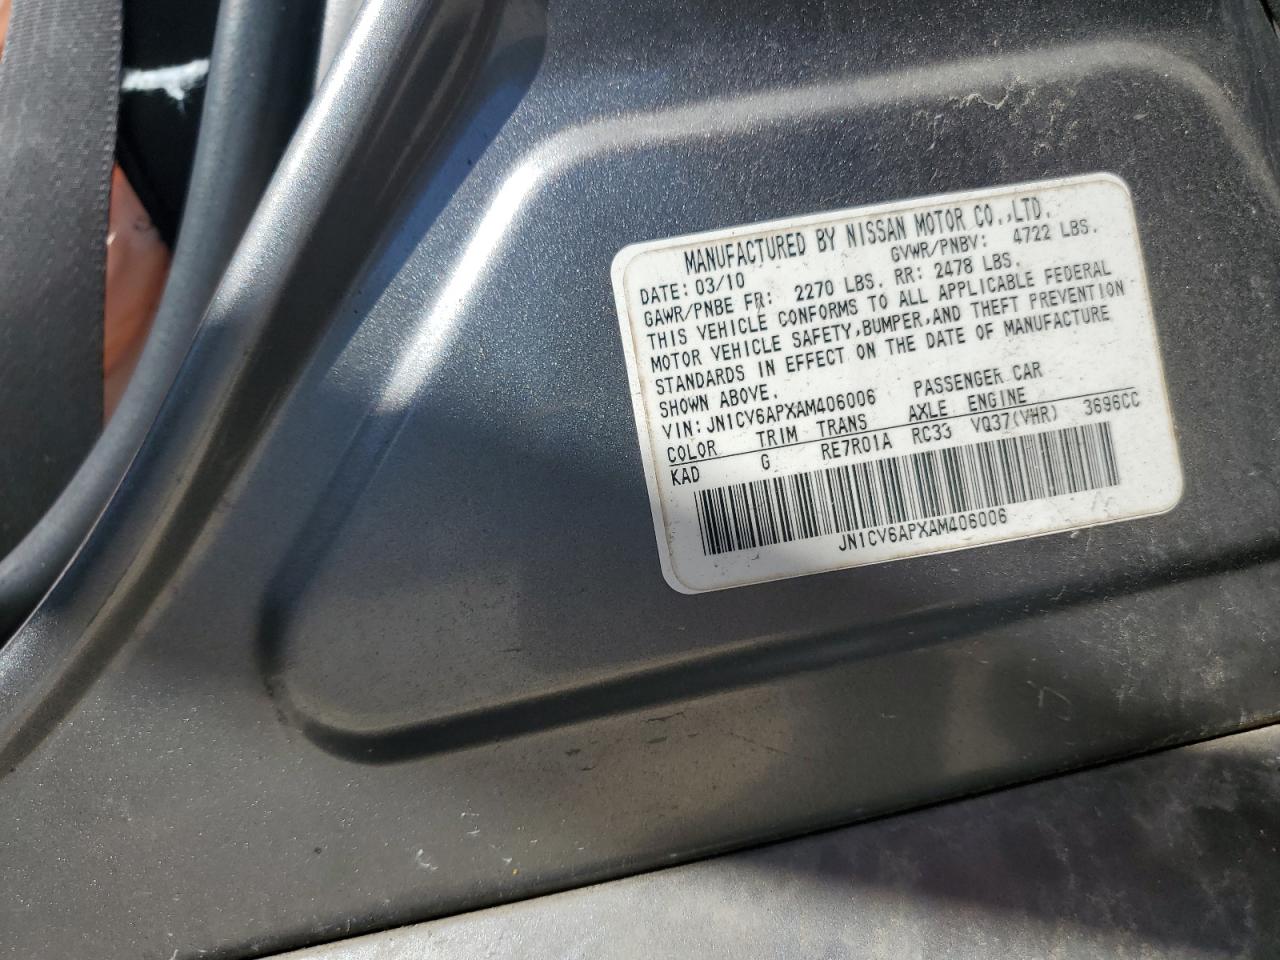 MANUFACTURED BY NISSAN MOTOR CO.,LTD.
DATE: 03/10 GVWR/PNBV: 4722 LBS.
GAWR/PNBE FR: 2270 LBS. RR: 2478 LBS.
THIS VEHICLE CONFORMS TO ALL APPLICABLE FEDERAL
MOTOR VEHICLE SAFETY,BUMPER,AND THEFT PREVENTION
STANDARDS IN EFFECT ON THE DATE OF MANUFACTURE
SHOWN ABOVE.
VIN: JN1CV6APXAM406006 PASSENGER CAR
COLOR TRIM TRANS AXLE ENGINE
KAD G RE7R01A RC33 VQ37(VHR) 3696CC
JN1CV6APXAM406006